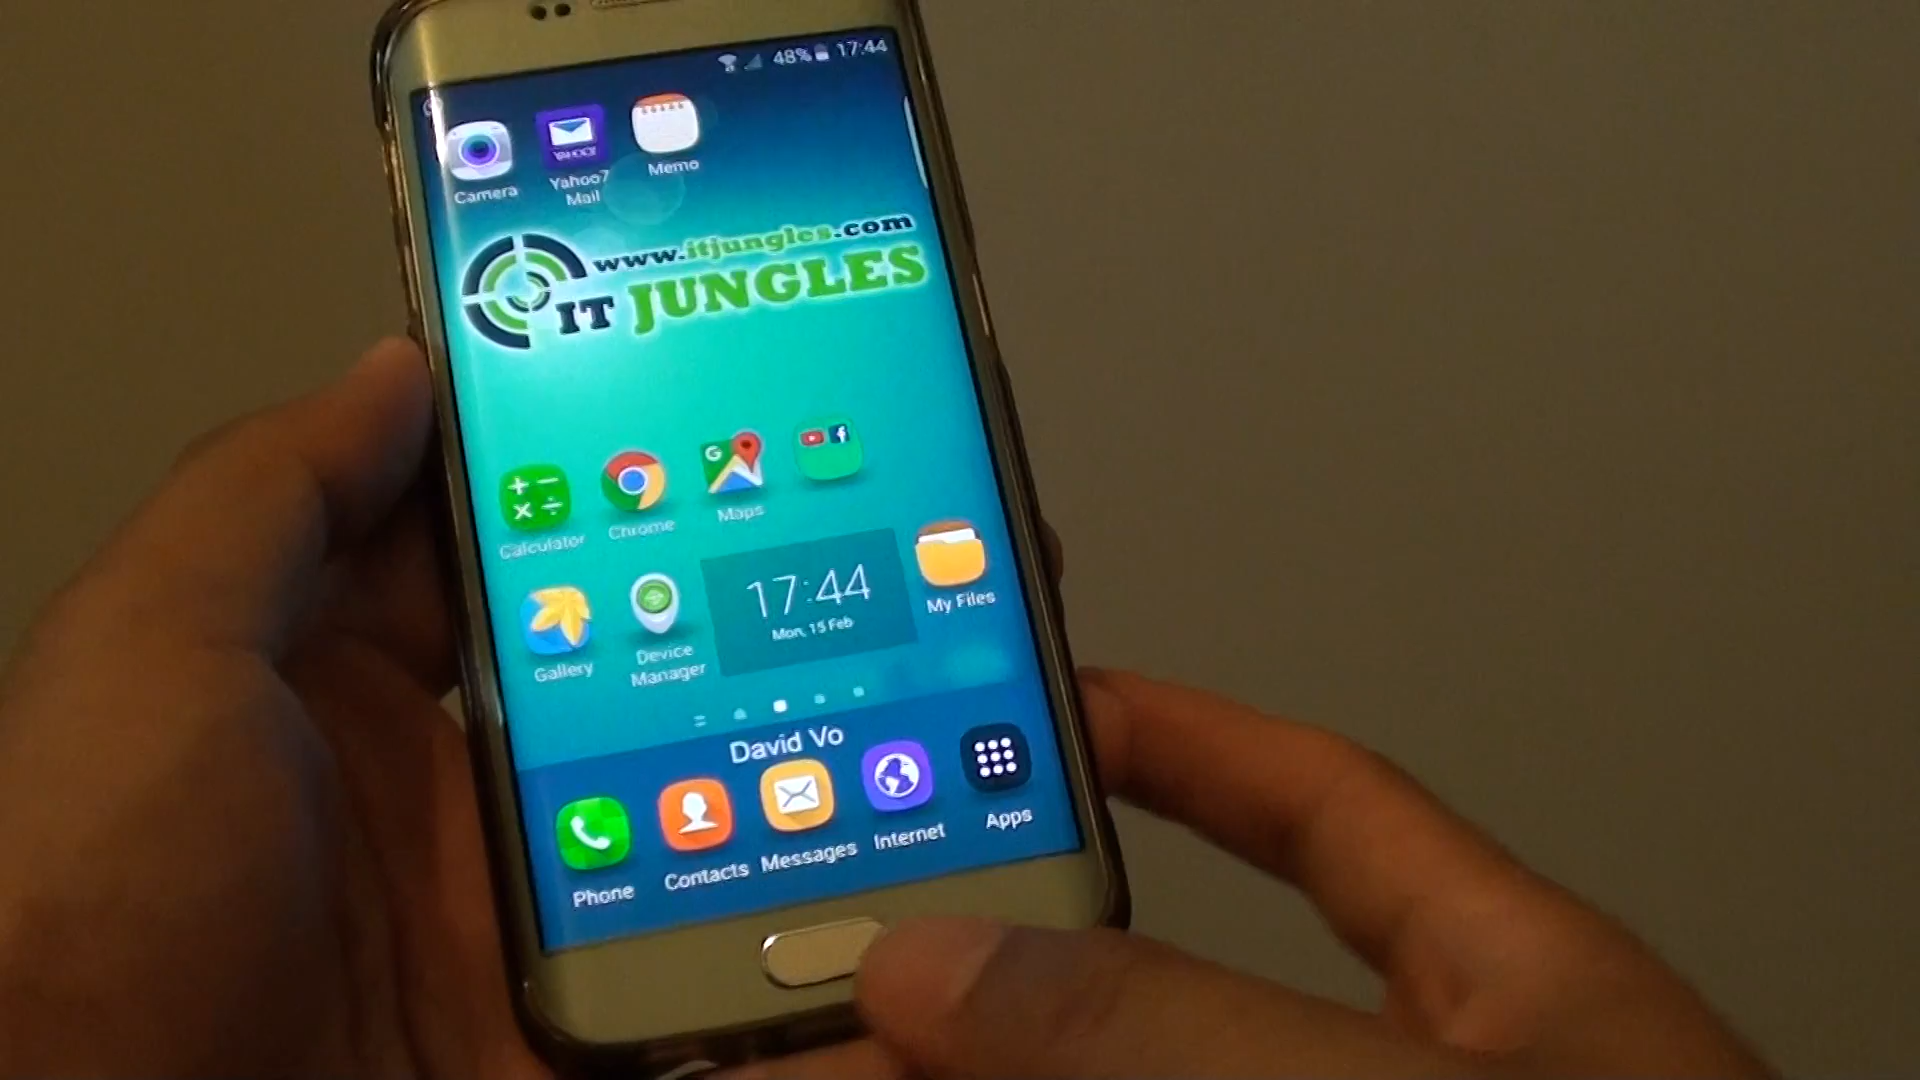 48% 17:44
Camera
YAHOO!
Yahoo7
Mail
Memo
www.itjungles.com
IT JUNGLES
G
f
+ −
× ÷
Calculator
Chrome
Maps
17:44
Mon, 15 Feb
My Files
Gallery
Device
Manager
David Vo
Phone
Contacts
Messages
Internet
Apps